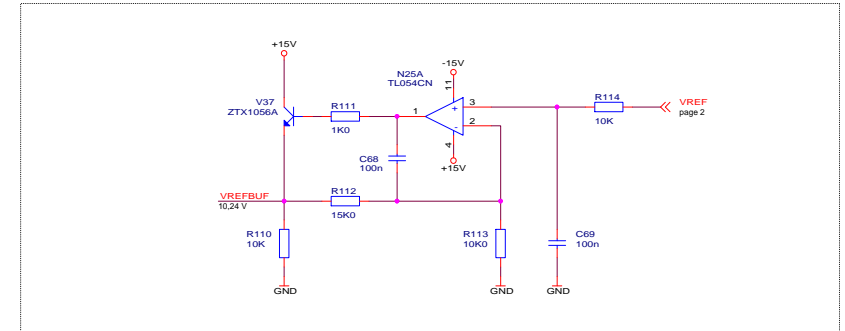 +15V
-15V
N25A
TL054CN
11
V37
ZTX1056A
R111
1K0
1
+
3
-
2
R114
10K
VREF
page 2
4
+15V
C68
100n
VREFBUF
10,24 V
R112
15K0
R110
10K
R113
10K0
C69
100n
GND
GND
GND